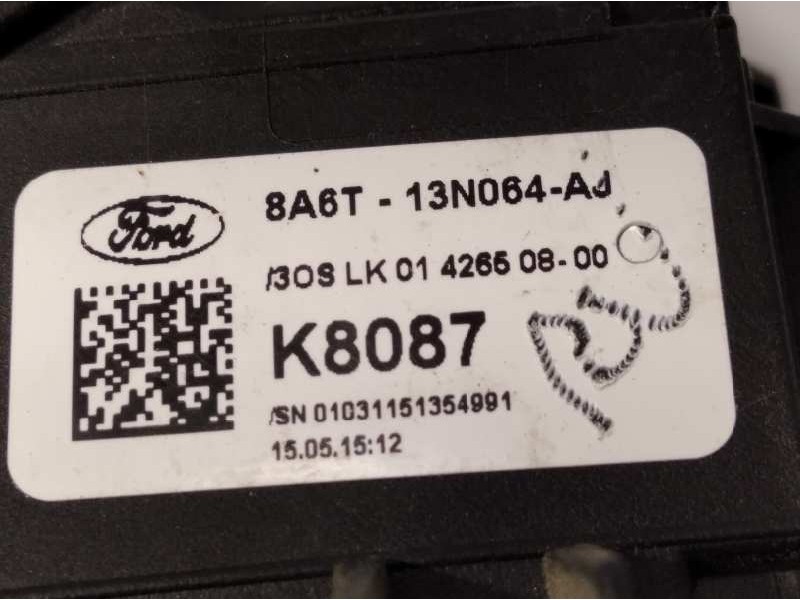 Ford
8A6T - 13N064-AJ
/3OS LK 01 4265 08-00
K8087
/SN 01031151354991
15.05.15:12